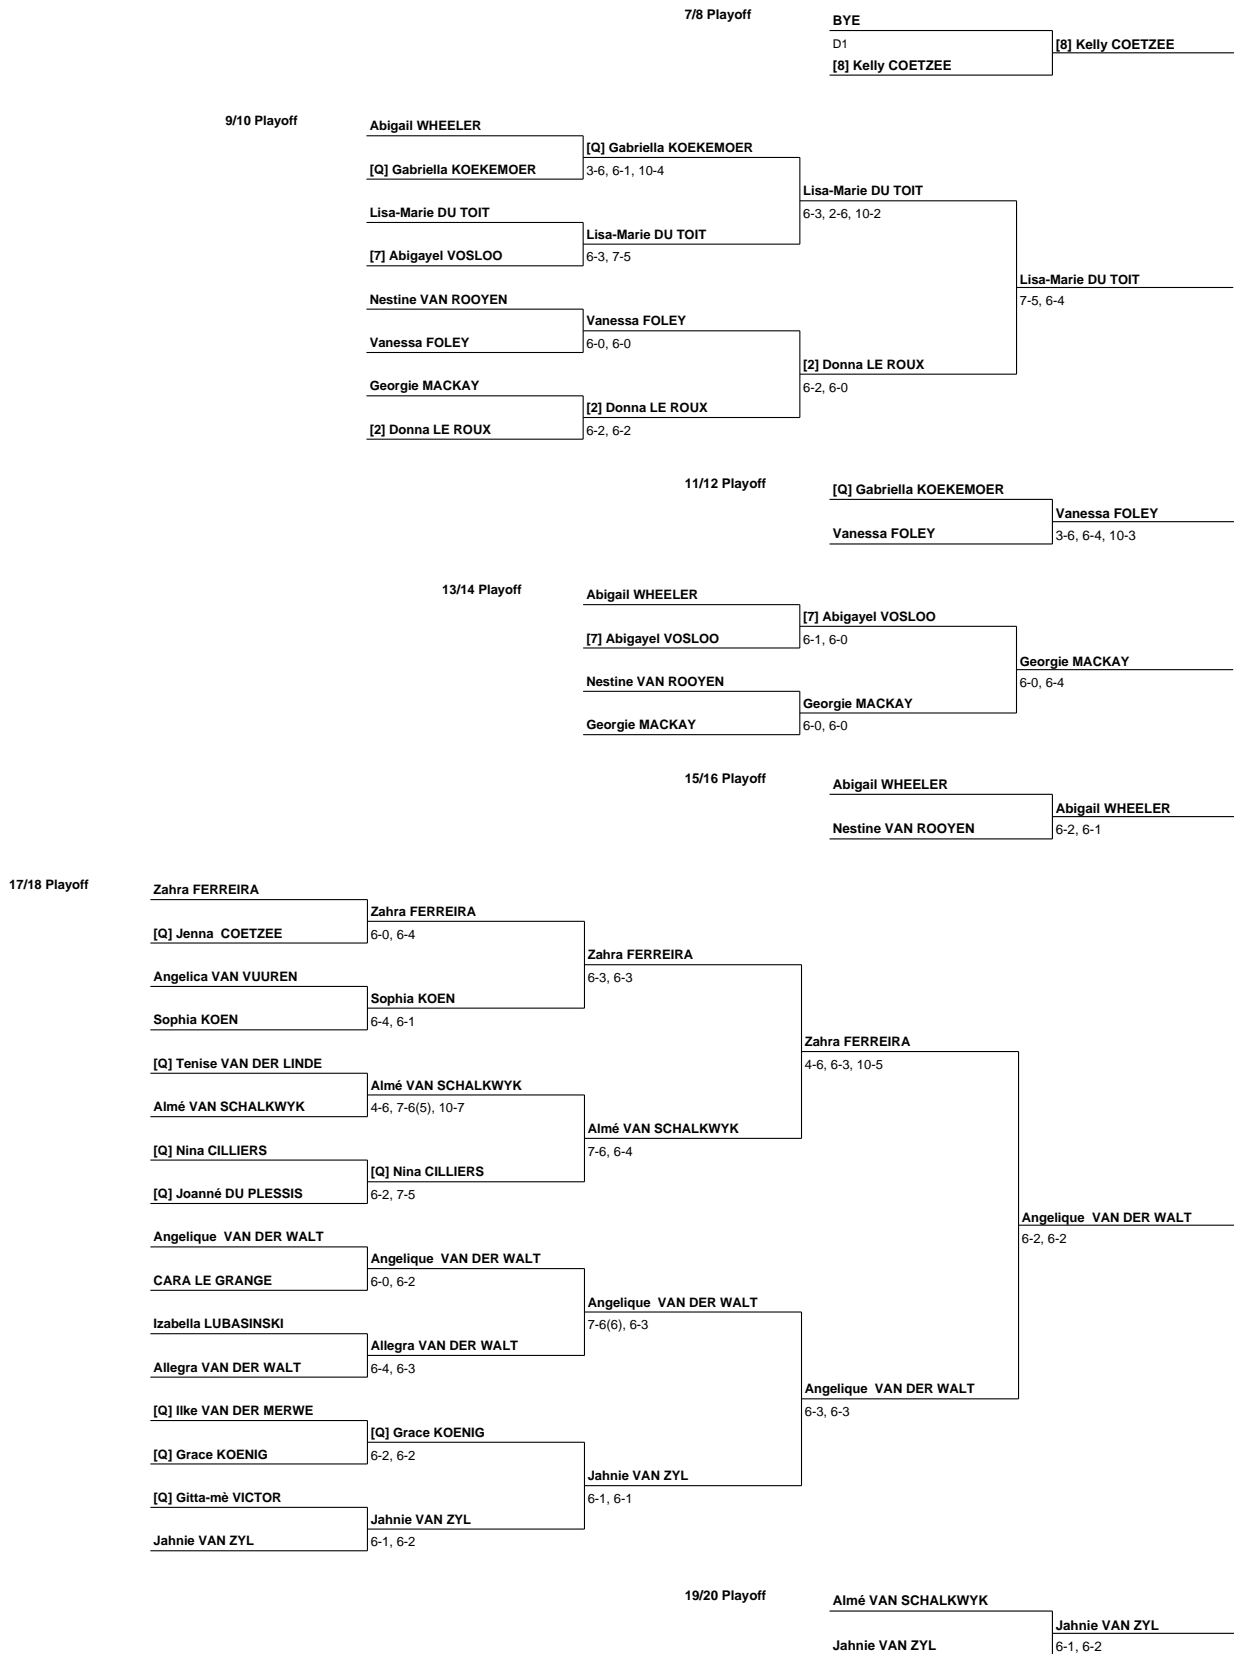 7/8 Playoff
BYE
D1
[8] Kelly COETZEE
[8] Kelly COETZEE
9/10 Playoff
Abigail WHEELER
[Q] Gabriella KOEKEMOER
[Q] Gabriella KOEKEMOER
3-6, 6-1, 10-4
Lisa-Marie DU TOIT
Lisa-Marie DU TOIT
6-3, 2-6, 10-2
Lisa-Marie DU TOIT
[7] Abigayel VOSLOO
6-3, 7-5
Lisa-Marie DU TOIT
Nestine VAN ROOYEN
7-5, 6-4
Vanessa FOLEY
Vanessa FOLEY
6-0, 6-0
[2] Donna LE ROUX
Georgie MACKAY
6-2, 6-0
[2] Donna LE ROUX
[2] Donna LE ROUX
6-2, 6-2
11/12 Playoff
[Q] Gabriella KOEKEMOER
Vanessa FOLEY
Vanessa FOLEY
3-6, 6-4, 10-3
13/14 Playoff
Abigail WHEELER
[7] Abigayel VOSLOO
[7] Abigayel VOSLOO
6-1, 6-0
Georgie MACKAY
Nestine VAN ROOYEN
6-0, 6-4
Georgie MACKAY
Georgie MACKAY
6-0, 6-0
15/16 Playoff
Abigail WHEELER
Abigail WHEELER
Nestine VAN ROOYEN
6-2, 6-1
17/18 Playoff
Zahra FERREIRA
Zahra FERREIRA
[Q] Jenna  COETZEE
6-0, 6-4
Zahra FERREIRA
Angelica VAN VUUREN
6-3, 6-3
Sophia KOEN
Sophia KOEN
6-4, 6-1
Zahra FERREIRA
[Q] Tenise VAN DER LINDE
4-6, 6-3, 10-5
Almé VAN SCHALKWYK
Almé VAN SCHALKWYK
4-6, 7-6(5), 10-7
Almé VAN SCHALKWYK
[Q] Nina CILLIERS
7-6, 6-4
[Q] Nina CILLIERS
[Q] Joanné DU PLESSIS
6-2, 7-5
Angelique  VAN DER WALT
Angelique  VAN DER WALT
6-2, 6-2
Angelique  VAN DER WALT
CARA LE GRANGE
6-0, 6-2
Angelique  VAN DER WALT
Izabella LUBASINSKI
7-6(6), 6-3
Allegra VAN DER WALT
Allegra VAN DER WALT
6-4, 6-3
Angelique  VAN DER WALT
[Q] Ilke VAN DER MERWE
6-3, 6-3
[Q] Grace KOENIG
[Q] Grace KOENIG
6-2, 6-2
Jahnie VAN ZYL
[Q] Gitta-mè VICTOR
6-1, 6-1
Jahnie VAN ZYL
Jahnie VAN ZYL
6-1, 6-2
19/20 Playoff
Almé VAN SCHALKWYK
Jahnie VAN ZYL
Jahnie VAN ZYL
6-1, 6-2